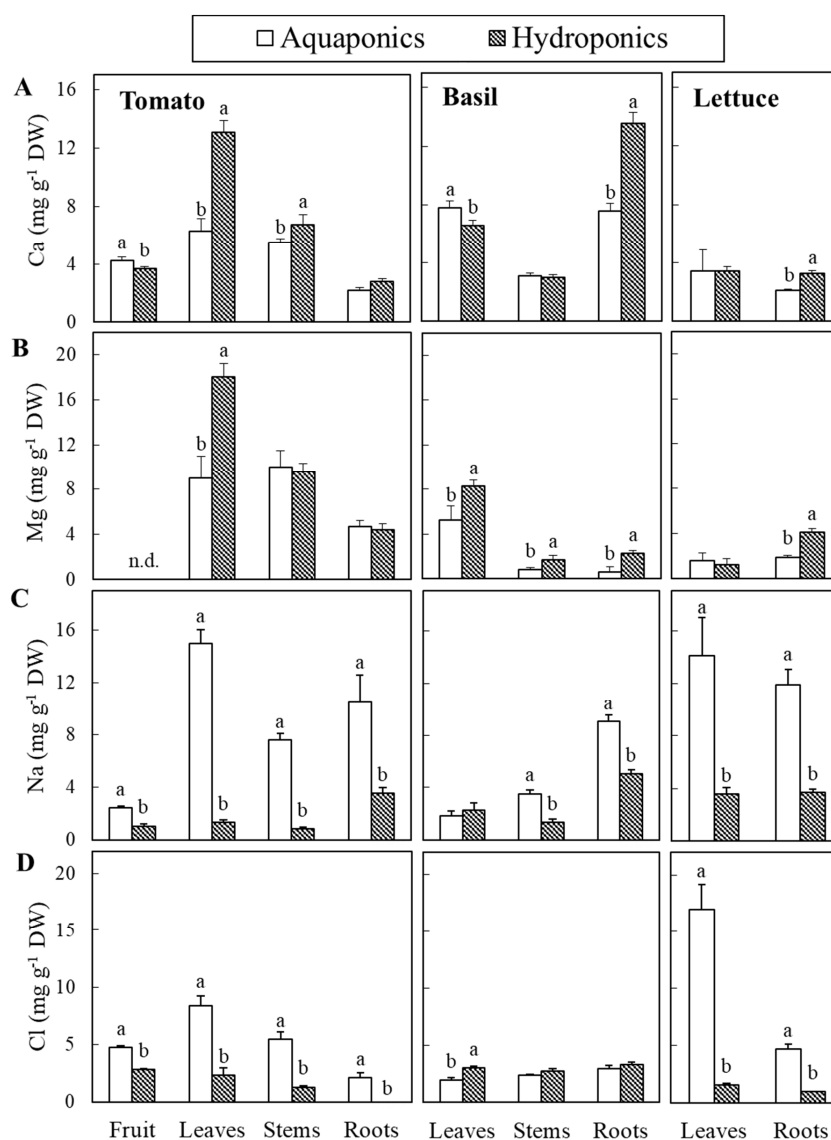 Aquaponics Hydroponics
A
Tomato
Basil
Lettuce
Ca (mg g⁻¹ DW)
16
12
8
4
0
a b b a b a
a b b a
b a
B
Mg (mg g⁻¹ DW)
20
16
12
8
4
0
n.d.
b a
b a b a b a
b a
C
Na (mg g⁻¹ DW)
16
12
8
4
0
a b a b a b a b
a b a b
a b a b
D
Cl (mg g⁻¹ DW)
20
15
10
5
0
a b a b a b a b
b a
a b a b
Fruit Leaves Stems Roots
Leaves Stems Roots
Leaves Roots